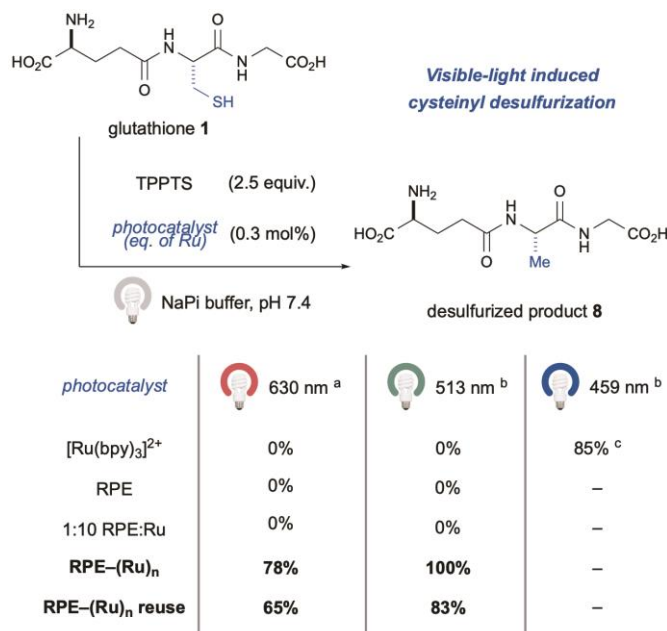 NH2
O
HO2C
H
N
N
H
CO2H
O
SH
glutathione 1
Visible-light induced
cysteinyl desulfurization
TPPTS (2.5 equiv.)
photocatalyst
(eq. of Ru) (0.3 mol%)
NaPi buffer, pH 7.4
NH2
O
HO2C
H
N
N
H
CO2H
O
Me
desulfurized product 8
photocatalyst 630 nm a 513 nm b 459 nm b
[Ru(bpy)3]2+ 0% 0% 85% c
RPE 0% 0% –
1:10 RPE:Ru 0% 0% –
RPE–(Ru)n 78% 100% –
RPE–(Ru)n reuse 65% 83% –